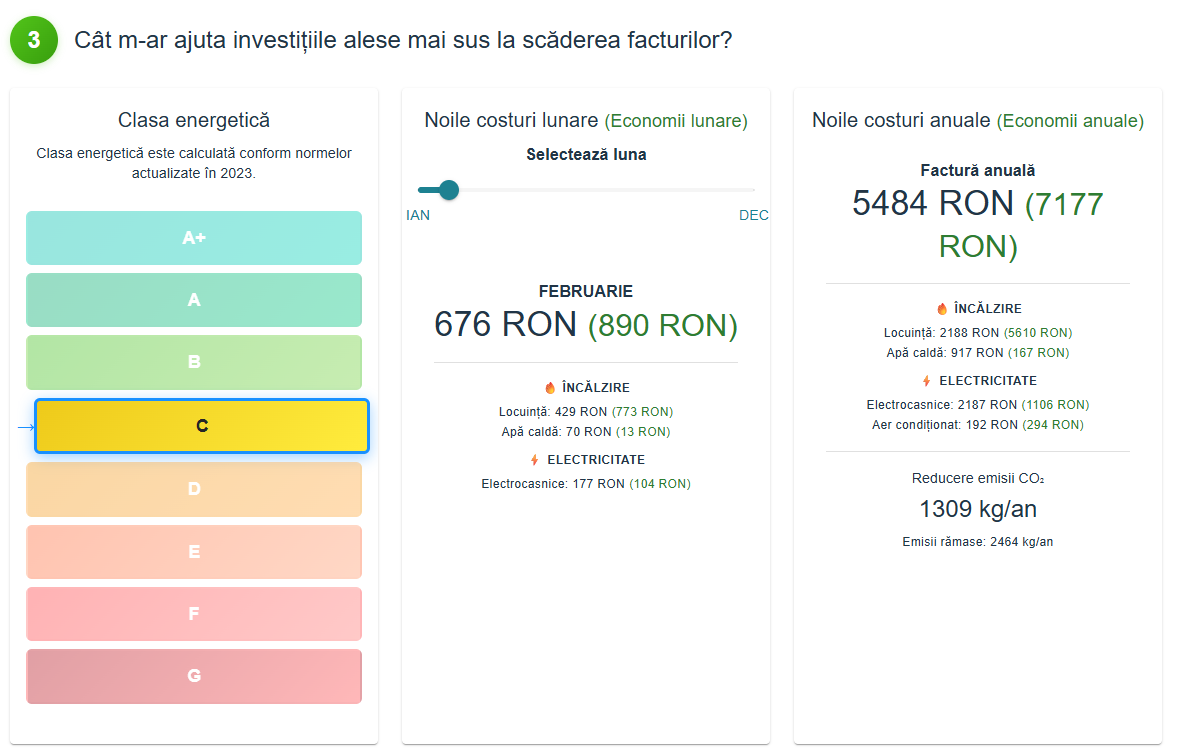 3
Cât m-ar ajuta investițiile alese mai sus la scăderea facturilor?
Clasa energetică
Clasa energetică este calculată conform normelor
actualizate în 2023.
A+
A
B
→ C
D
E
F
G
Noile costuri lunare (Economii lunare)
Selectează luna
IAN
DEC
FEBRUARIE
676 RON (890 RON)
ÎNCĂLZIRE
Locuință: 429 RON (773 RON)
Apă caldă: 70 RON (13 RON)
ELECTRICITATE
Electrocasnice: 177 RON (104 RON)
Noile costuri anuale (Economii anuale)
Factură anuală
5484 RON (7177
RON)
ÎNCĂLZIRE
Locuință: 2188 RON (5610 RON)
Apă caldă: 917 RON (167 RON)
ELECTRICITATE
Electrocasnice: 2187 RON (1106 RON)
Aer condiționat: 192 RON (294 RON)
Reducere emisii CO₂
1309 kg/an
Emisii rămase: 2464 kg/an